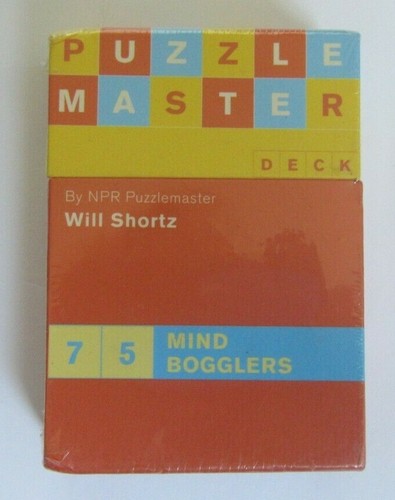 PUZZLE
MASTER
DECK
By NPR Puzzlemaster
Will Shortz
75 MIND
BOGGLERS